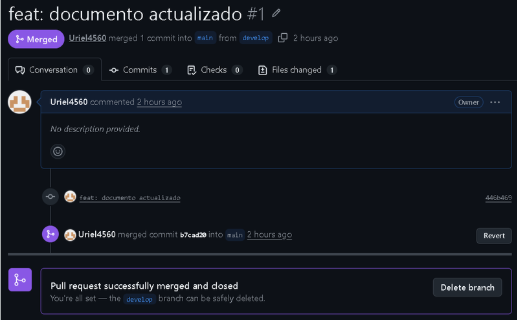 feat: documento actualizado #1
Merged Uriel4560 merged 1 commit into main from develop 2 hours ago
Conversation 0 Commits 1 Checks 0 Files changed 1
Uriel4560 commented 2 hours ago Owner ...
No description provided.
feat: documento actualizado 446b469
Uriel4560 merged commit b7cad20 into main 2 hours ago
Revert
Pull request successfully merged and closed
You're all set — the develop branch can be safely deleted.
Delete branch